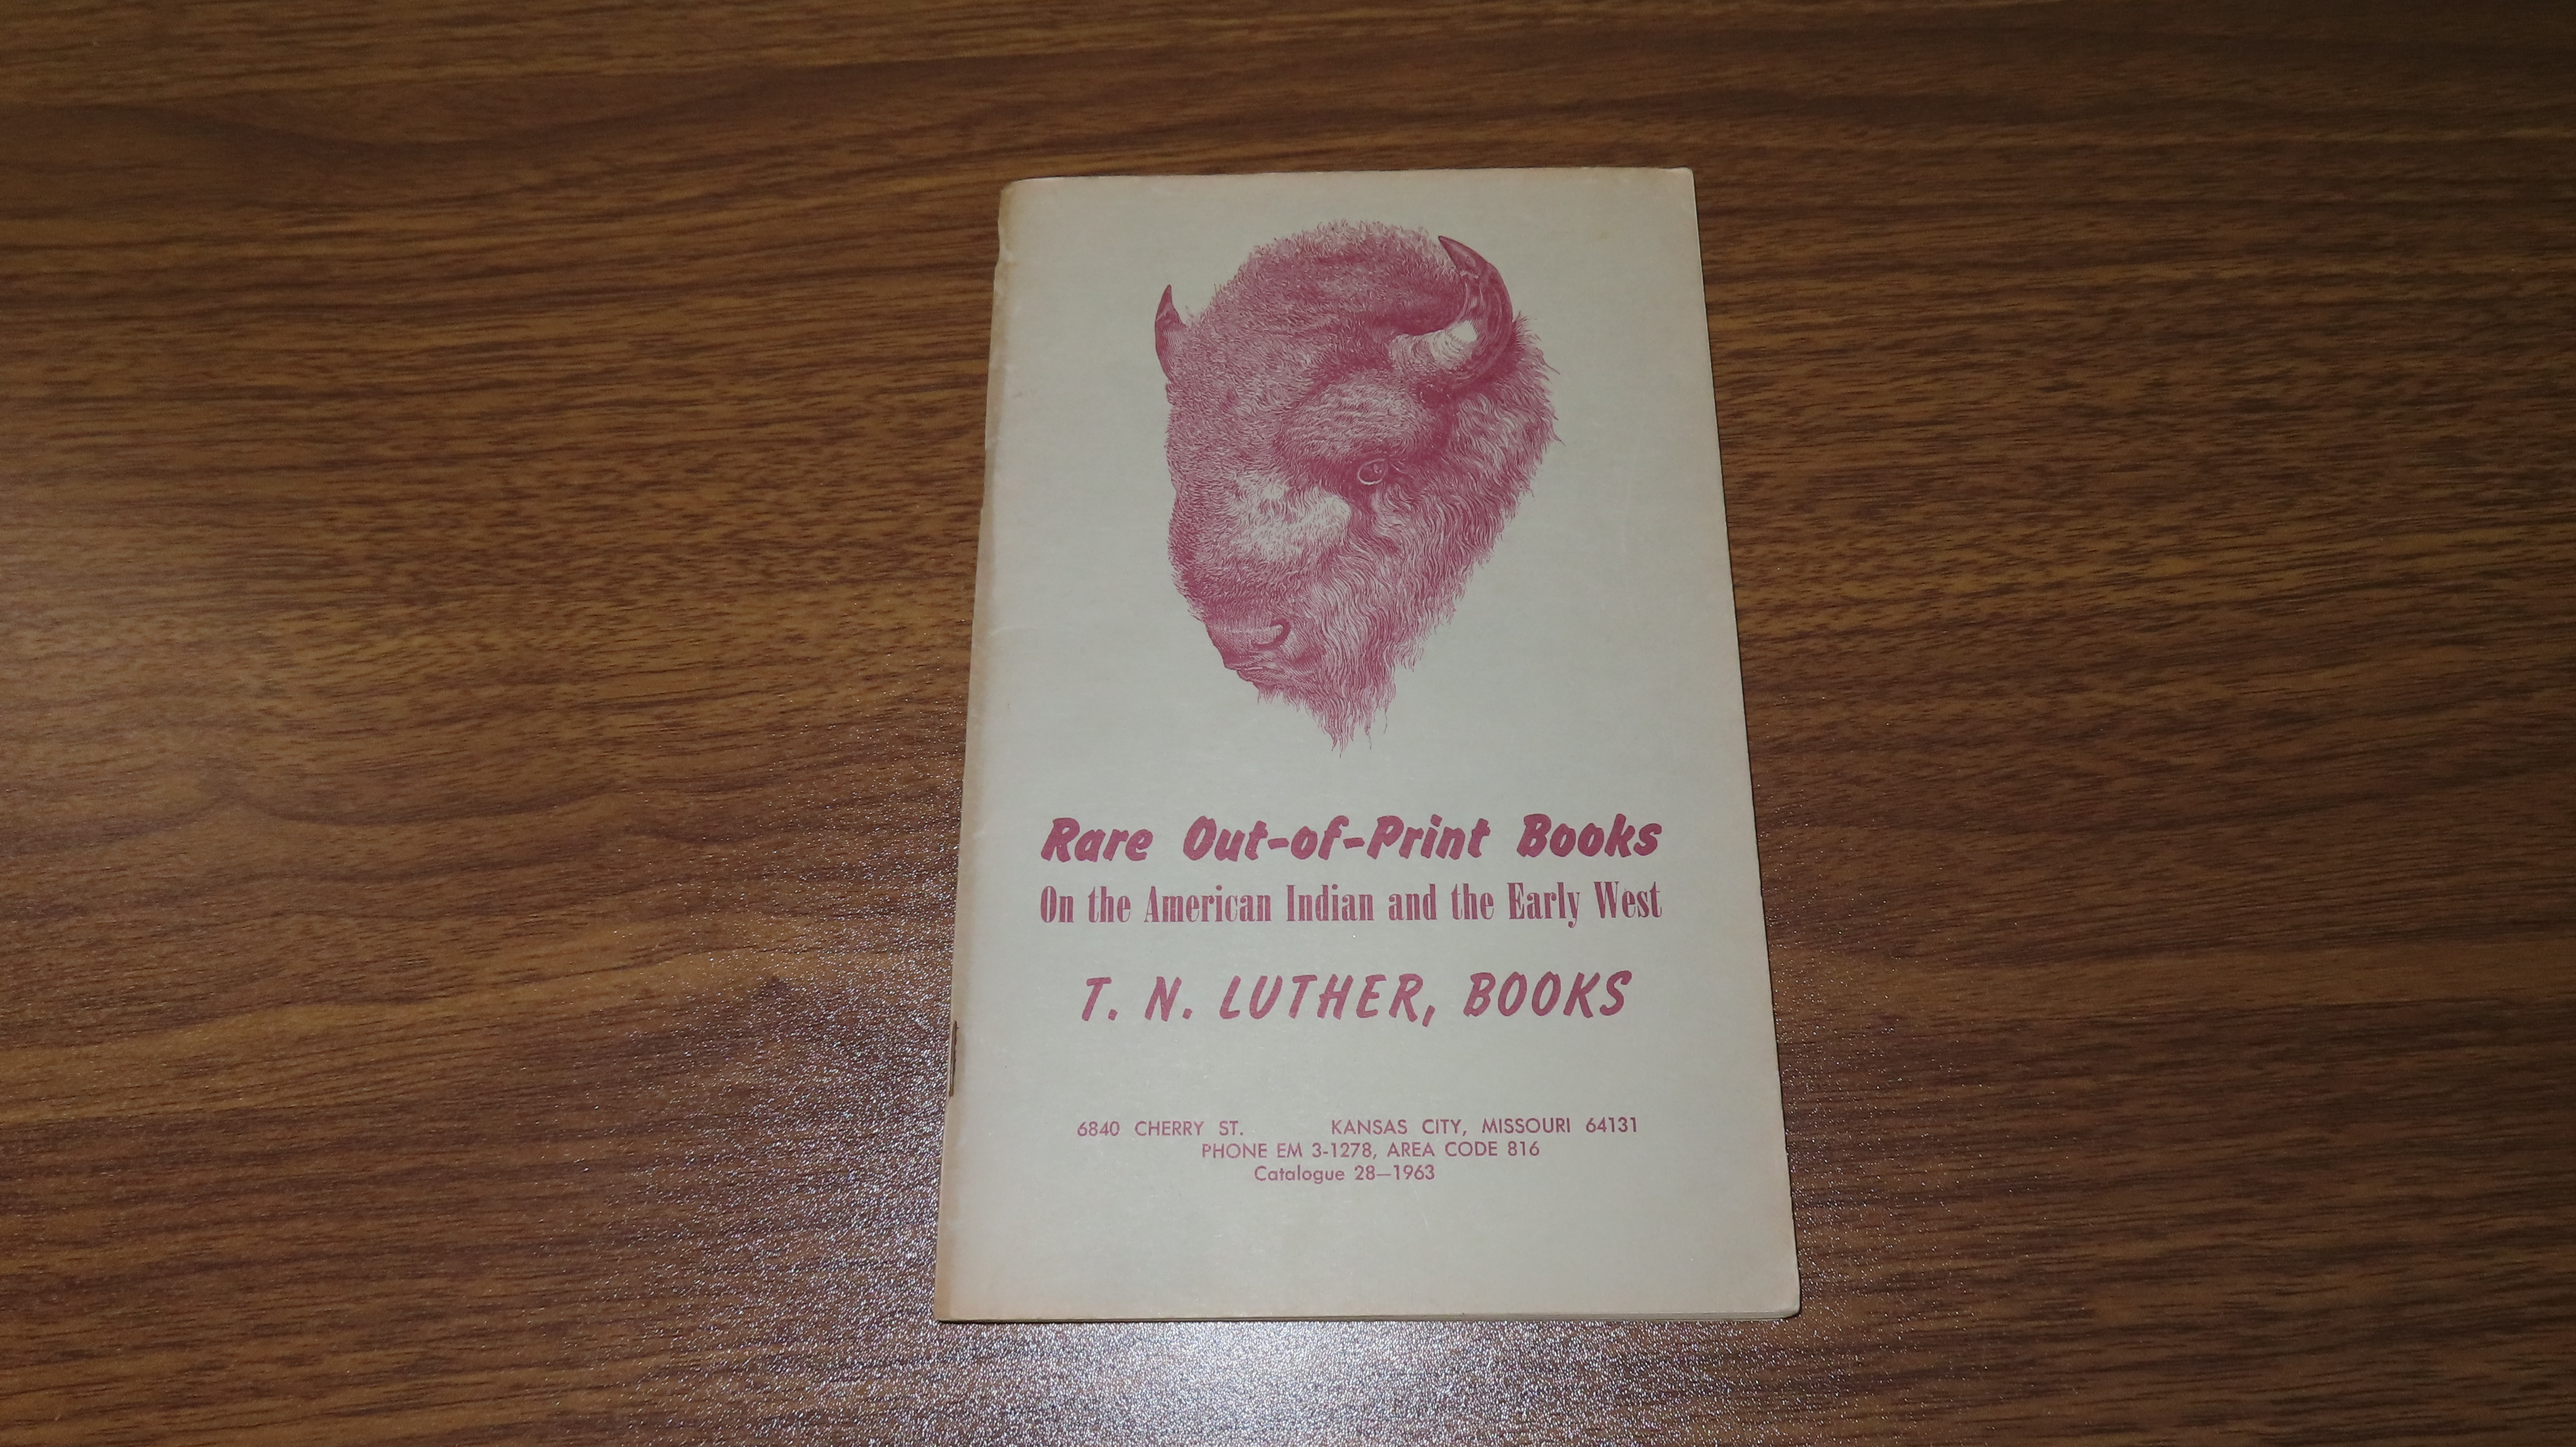 Rare Out-of-Print Books
On the American Indian and the Early West
T. N. LUTHER, BOOKS
6840 CHERRY ST. KANSAS CITY, MISSOURI 64131
PHONE EM 3-1278, AREA CODE 816
Catalogue 28—1963